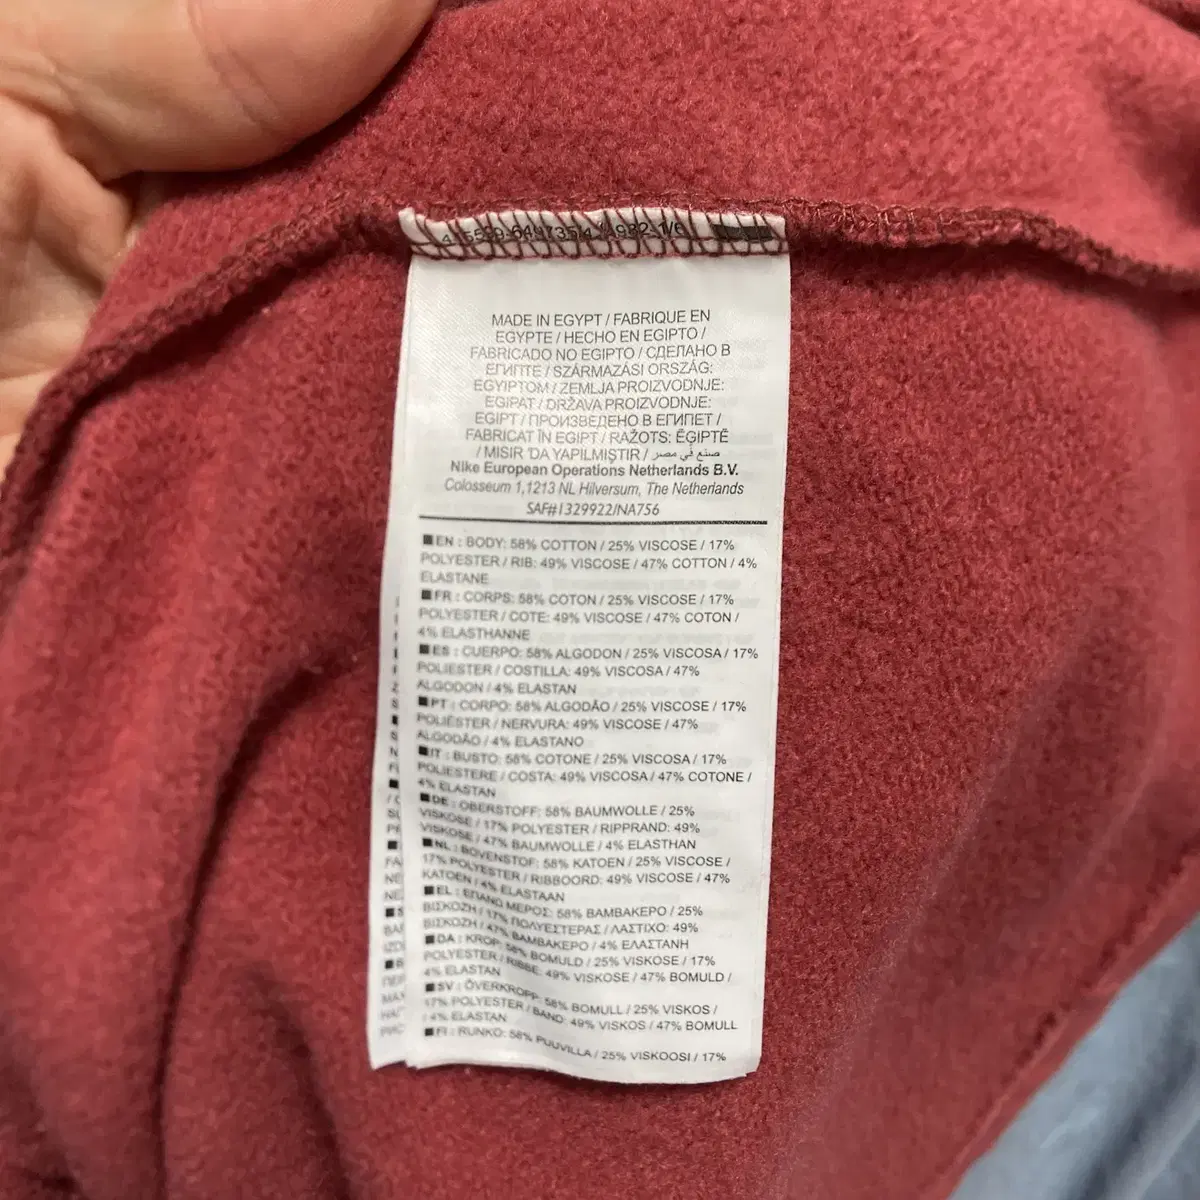 MADE IN EGYPT / FABRIQUE EN
EGYPTE / HECHO EN EGIPTO /
FABRICADO NO EGIPTO / СДЕЛАНО В
ЕГИПТЕ / SZÁRMAZÁSI ORSZÁG:
EGYIPTOM / ZEMLJA PROIZVODNJE:
EGIPAT / DRŽAVA PROIZVODNJE:
EGIPT / ПРОИЗВЕДЕНО В ЕГИПЕТ /
FABRICAT ÎN EGIPT / RAŽOTS: ĒĢIPTĒ
/ MISIR 'DA YAPILMIŞTIR / صنع في مصر
Nike European Operations Netherlands B.V.
Colosseum 1,1213 NL Hilversum, The Netherlands
SAF#1329922/NA756
■EN : BODY: 58% COTTON / 25% VISCOSE / 17%
POLYESTER / RIB: 49% VISCOSE / 47% COTTON / 4%
ELASTANE
■FR : CORPS: 58% COTON / 25% VISCOSE / 17%
POLYESTER / COTE: 49% VISCOSE / 47% COTON /
4% ELASTHANNE
■ES : CUERPO: 58% ALGODON / 25% VISCOSA / 17%
POLIESTER / COSTILLA: 49% VISCOSA / 47%
ALGODON / 4% ELASTAN
■PT : CORPO: 58% ALGODÃO / 25% VISCOSE / 17%
POLIÉSTER / NERVURA: 49% VISCOSE / 47%
ALGODÃO / 4% ELASTANO
■IT : BUSTO: 58% COTONE / 25% VISCOSA / 17%
POLIESTERE / COSTA: 49% VISCOSA / 47% COTONE /
4% ELASTAN
■DE : OBERSTOFF: 58% BAUMWOLLE / 25%
VISKOSE / 17% POLYESTER / RIPPRAND: 49%
VISKOSE / 47% BAUMWOLLE / 4% ELASTHAN
■NL : BOVENSTOF: 58% KATOEN / 25% VISCOSE /
17% POLYESTER / RIBBOORD: 49% VISCOSE / 47%
KATOEN / 4% ELASTAAN
■EL : ΕΠΑΝΩ ΜΕΡΟΣ: 58% ΒΑΜΒΑΚΕΡΟ / 25%
ΒΙΣΚΟΖΗ / 17% ΠΟΛΥΕΣΤΕΡΑΣ / ΛΑΣΤΙΧΟ: 49%
ΒΙΣΚΟΖΗ / 47% ΒΑΜΒΑΚΕΡΟ / 4% ΕΛΑΣΤΑΝΗ
■DA : KROP: 58% BOMULD / 25% VISKOSE / 17%
POLYESTER / RIBBE: 49% VISKOSE / 47% BOMULD /
4% ELASTAN
■SV : ÖVERKROPP: 58% BOMULL / 25% VISKOS /
17% POLYESTER / BAND: 49% VISKOS / 47% BOMULL
/ 4% ELASTAN
■FI : RUNKO: 58% PUUVILLA / 25% VISKOOSI / 17%